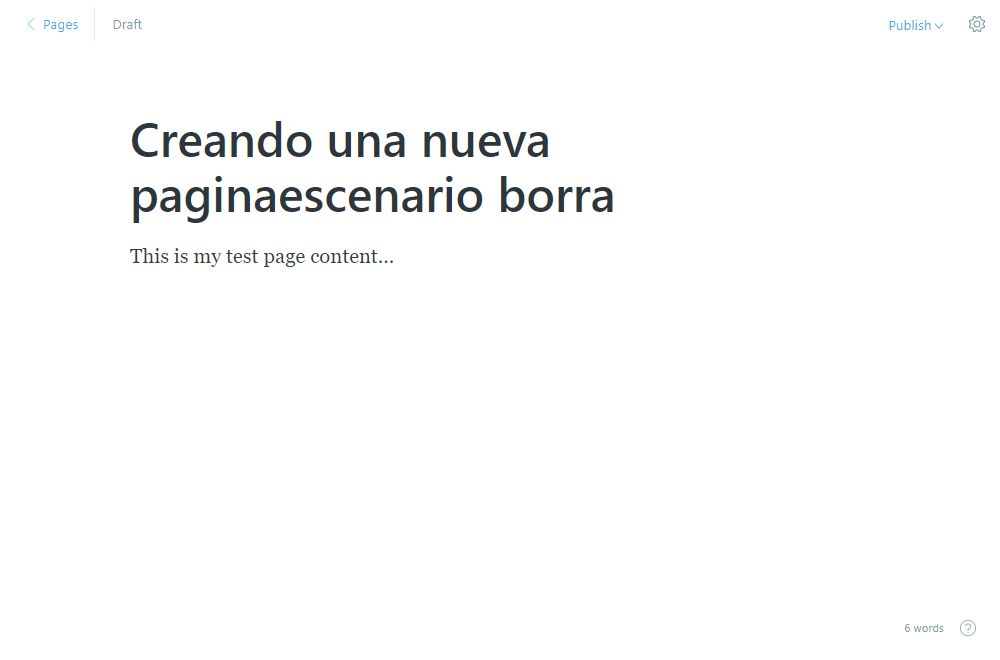 Pages
Draft
Publish
Creando una nueva
paginaescenario borra
This is my test page content...
6 words
?